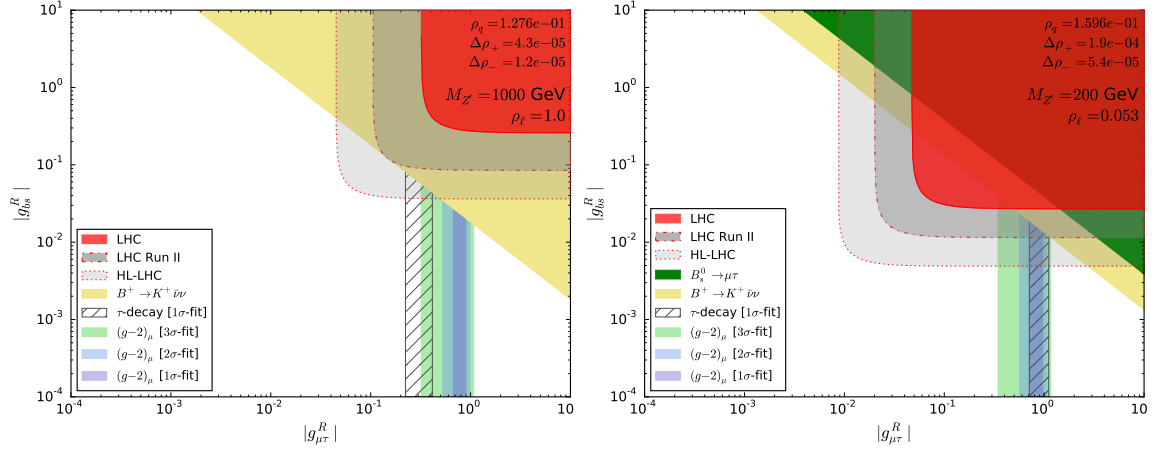 ρ_q = 1.276e−01
Δρ_+ = 4.3e−05
Δρ_− = 1.2e−05
M_Z′ = 1000 GeV
ρ_ℓ = 1.0
10^1
10^0
10^-1
10^-2
10^-3
10^-4
|g_bs^R|
LHC
LHC Run II
HL-LHC
B^+ → K^+ ν̄ν
τ-decay [1σ-fit]
(g−2)_μ [3σ-fit]
(g−2)_μ [2σ-fit]
(g−2)_μ [1σ-fit]
10^-4 10^-3 10^-2 10^-1 10^0 10
|g_μτ^R|
ρ_q = 1.596e−01
Δρ_+ = 1.9e−04
Δρ_− = 5.4e−05
M_Z′ = 200 GeV
ρ_ℓ = 0.053
10^1
10^0
10^-1
10^-2
10^-3
10^-4
|g_bs^R|
LHC
LHC Run II
HL-LHC
B_s^0 → μτ
B^+ → K^+ ν̄ν
τ-decay [1σ-fit]
(g−2)_μ [3σ-fit]
(g−2)_μ [2σ-fit]
(g−2)_μ [1σ-fit]
10^-4 10^-3 10^-2 10^-1 10^0 10
|g_μτ^R|